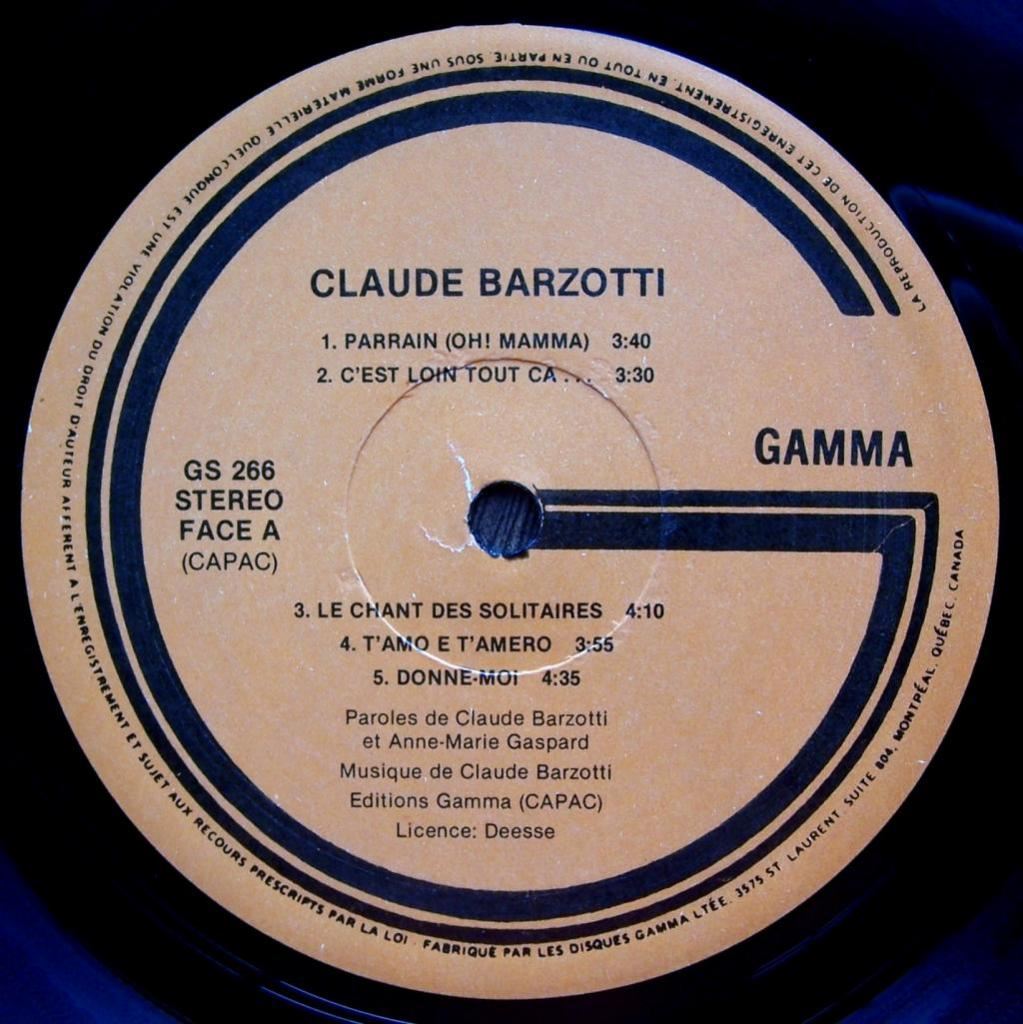 CLAUDE BARZOTTI
1. PARRAIN (OH! MAMMA) 3:40
2. C'EST LOIN TOUT CA . . . 3:30
GAMMA
GS 266
STEREO
FACE A
(CAPAC)
3. LE CHANT DES SOLITAIRES 4:10
4. T'AMO E T'AMERO 3:55
5. DONNE-MOI 4:35
Paroles de Claude Barzotti
et Anne-Marie Gaspard
Musique de Claude Barzotti
Editions Gamma (CAPAC)
Licence: Deesse
LA REPRODUCTION DE CET ENREGISTREMENT, EN TOUT OU EN PARTIE, SOUS UNE FORME MATERIELLE QUELCONQUE EST UNE VIOLATION DU DROIT D'AUTEUR AFFERENT A L'ENREGISTREMENT ET SUJET AUX RECOURS PRESCRIPTS PAR LA LOI · FABRIQUÉ PAR LES DISQUES GAMMA LTÉE. 3575 ST LAURENT, SUITE 804, MONTRÉAL, QUÉBEC, CANADA